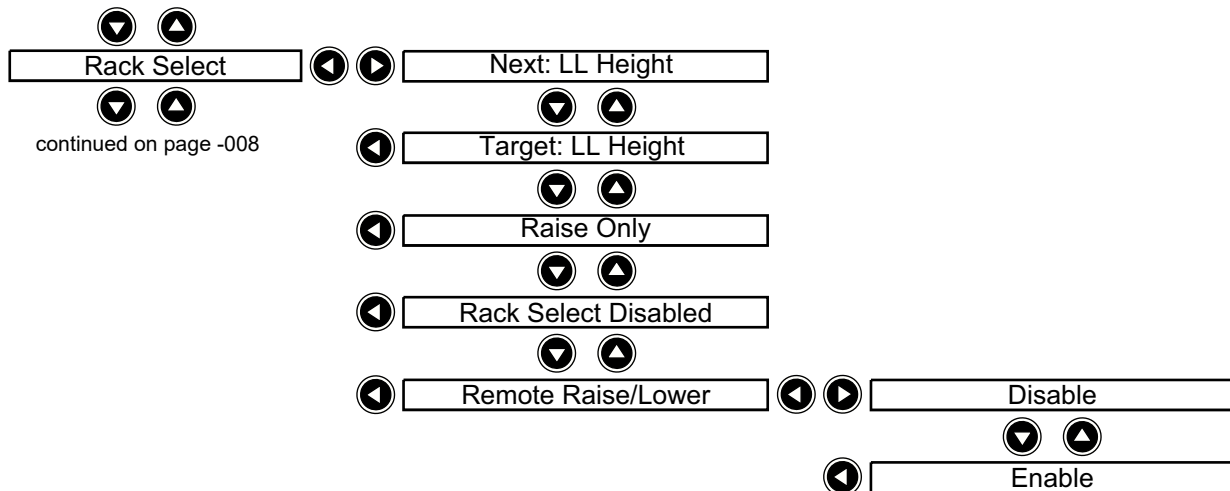 Rack Select
Next: LL Height
continued on page -008
Target: LL Height
Raise Only
Rack Select Disabled
Remote Raise/Lower
Disable
Enable